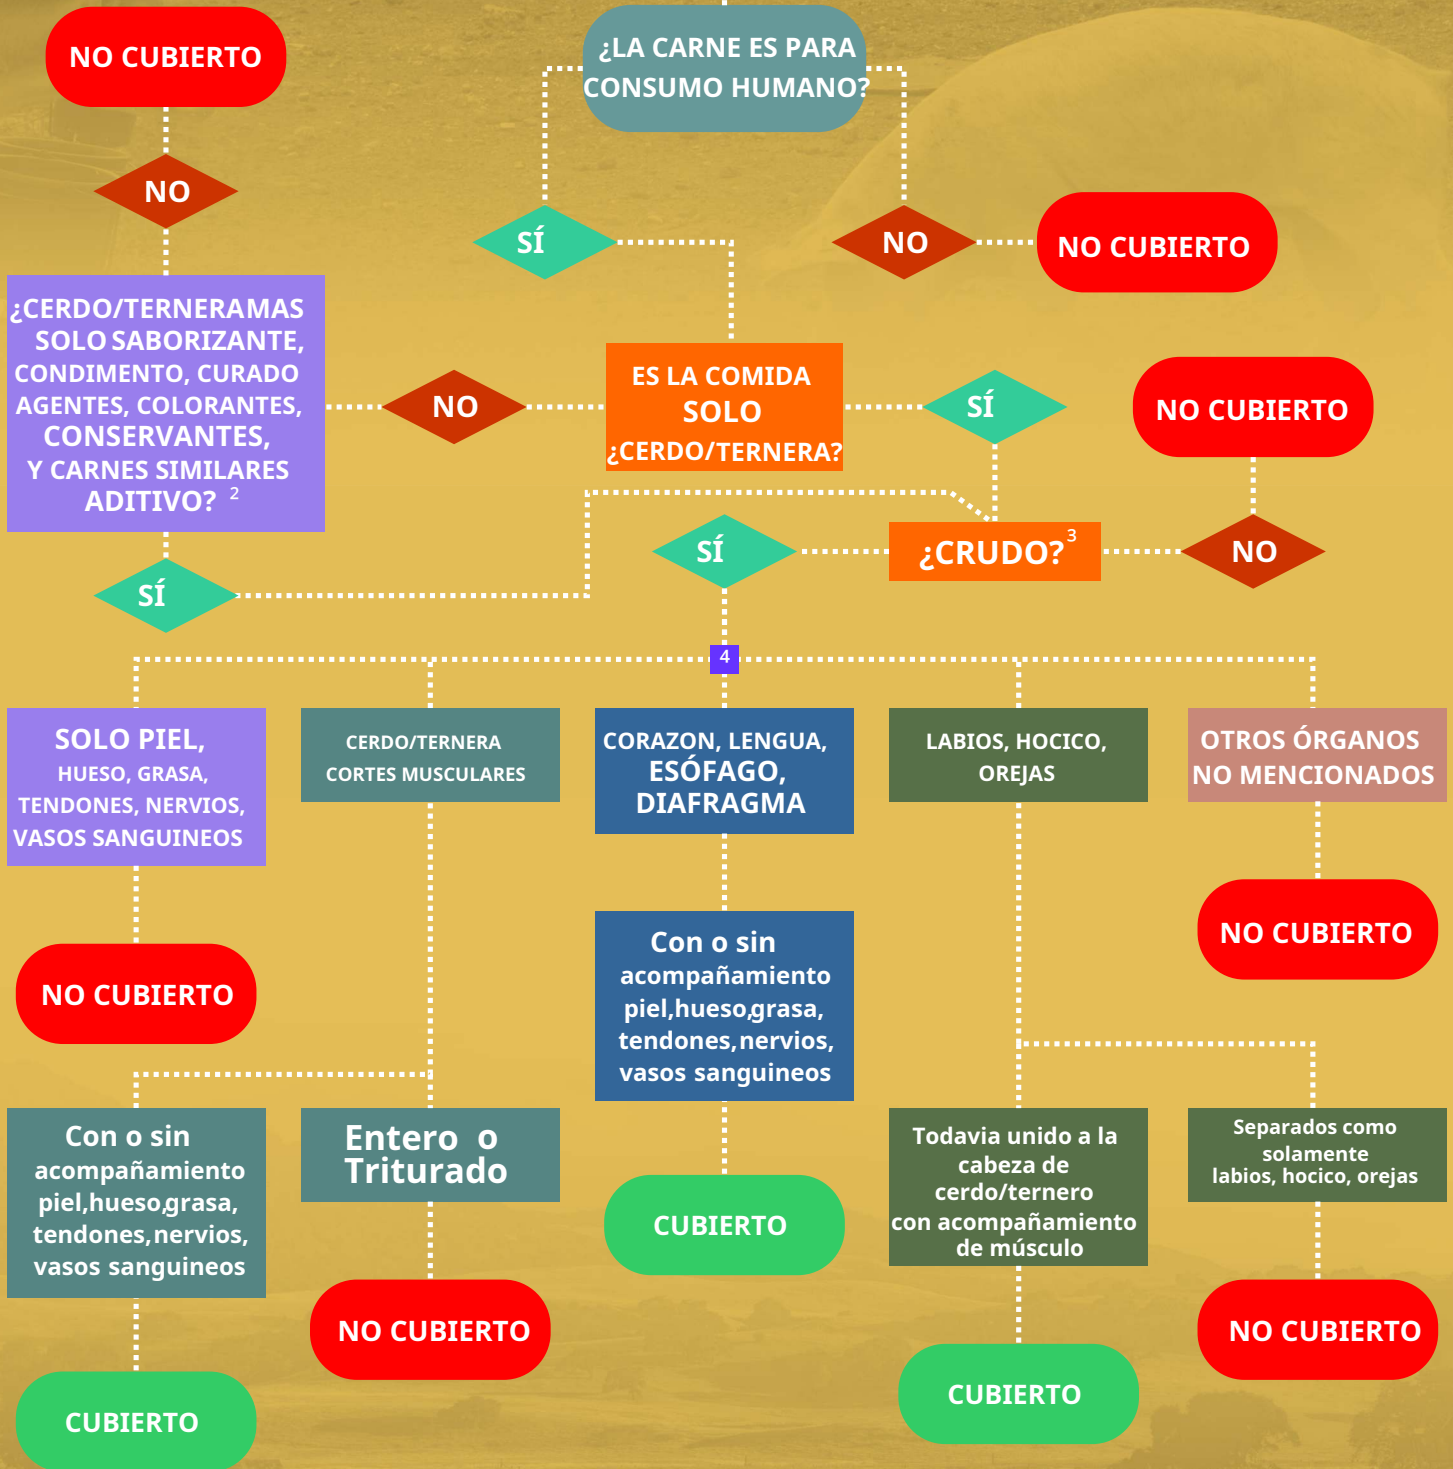 NO CUBIERTO
¿LA CARNE ES PARA
CONSUMO HUMANO?
NO
SÍ
NO
NO CUBIERTO
¿CERDO/TERNERAMAS
SOLO SABORIZANTE,
CONDIMENTO, CURADO
AGENTES, COLORANTES,
CONSERVANTES,
Y CARNES SIMILARES
ADITIVO? 2
NO
ES LA COMIDA
SOLO
¿CERDO/TERNERA?
SÍ
NO CUBIERTO
SÍ
SÍ
¿CRUDO? 3
NO
4
SOLO PIEL,
HUESO, GRASA,
TENDONES, NERVIOS,
VASOS SANGUINEOS
CERDO/TERNERA
CORTES MUSCULARES
CORAZON, LENGUA,
ESÓFAGO,
DIAFRAGMA
LABIOS, HOCICO,
OREJAS
OTROS ÓRGANOS
NO MENCIONADOS
NO CUBIERTO
Con o sin
acompañamiento
piel,hueso,grasa,
tendones,nervios,
vasos sanguineos
NO CUBIERTO
Con o sin
acompañamiento
piel,hueso,grasa,
tendones,nervios,
vasos sanguineos
Entero o
Triturado
CUBIERTO
Todavia unido a la
cabeza de
cerdo/ternero
con acompañamiento
de músculo
Separados como
solamente
labios, hocico, orejas
CUBIERTO
NO CUBIERTO
CUBIERTO
NO CUBIERTO